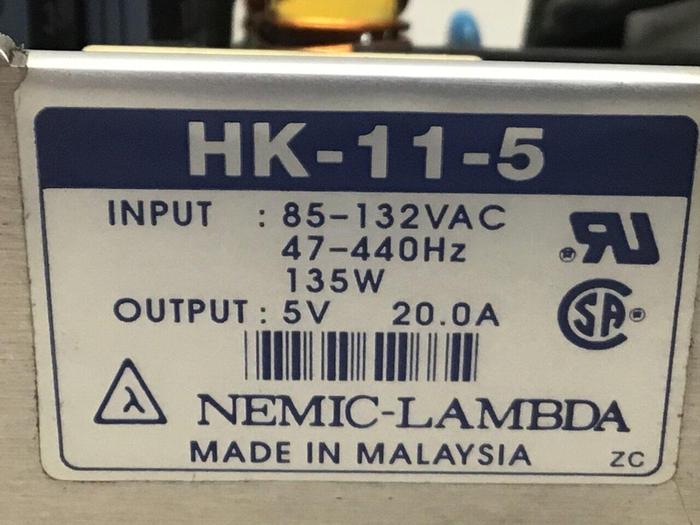 HK-11-5
INPUT : 85-132VAC
47-440Hz
135W
OUTPUT : 5V 20.0A
λ NEMIC-LAMBDA
MADE IN MALAYSIA ZC